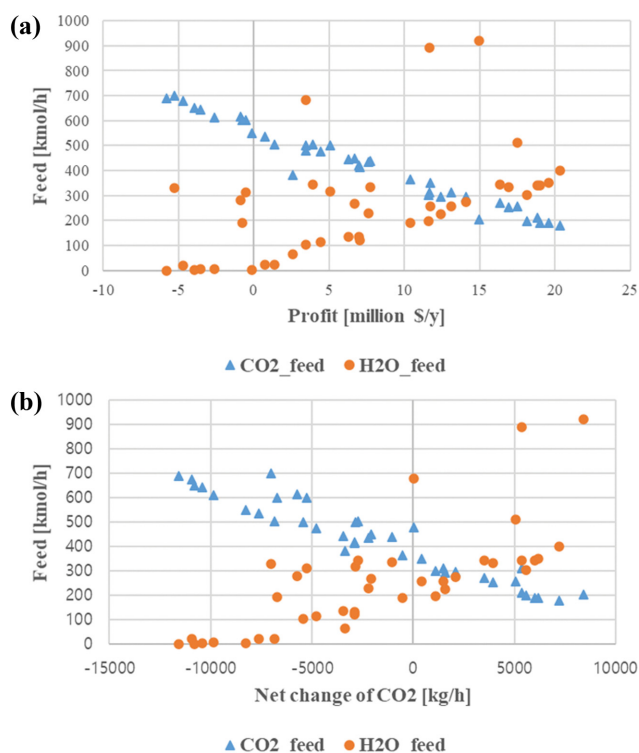 (a)
1000
900
800
700
600
500
400
300
200
100
0
Feed [kmol/h]
-10 -5 0 5 10 15 20 25
Profit [million $/y]
CO2_feed H2O_feed
(b)
1000
900
800
700
600
500
400
300
200
100
0
Feed [kmol/h]
-15000 -10000 -5000 0 5000 10000
Net change of CO2 [kg/h]
CO2_feed H2O_feed